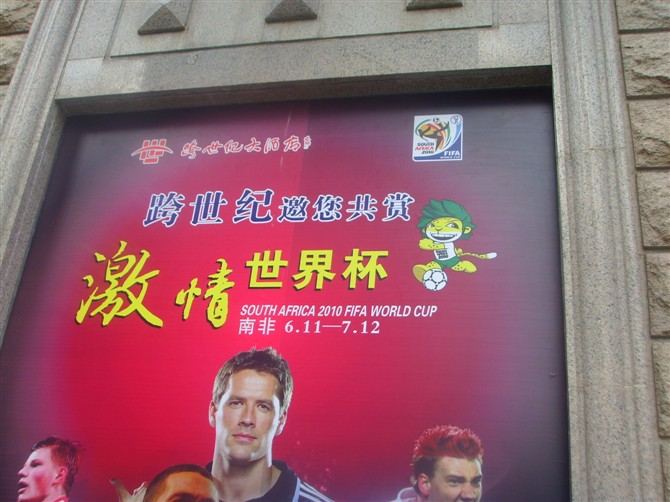 跨世纪大酒店
SOUTH AFRICA
2010
FIFA
跨世纪邀您共赏
激情世界杯
SOUTH AFRICA 2010 FIFA WORLD CUP
南非 6.11—7.12